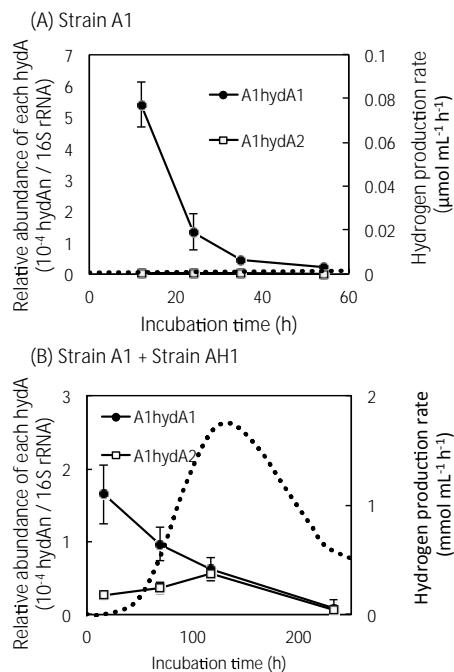 (A) Strain A1
Relative abundance of each hydA
(10⁻⁴ hydAn / 16S rRNA)
7
6
5
4
3
2
1
0
A1hydA1
A1hydA2
0.1
0.08
0.06
0.04
0.02
0
Hydrogen production rate
(μmol mL⁻¹ h⁻¹)
0 20 40 60
Incubation time (h)
(B) Strain A1 + Strain AH1
Relative abundance of each hydA
(10⁻⁴ hydAn / 16S rRNA)
3
2
1
0
A1hydA1
A1hydA2
2
1
0
Hydrogen production rate
(mmol mL⁻¹ h⁻¹)
0 100 200
Incubation time (h)